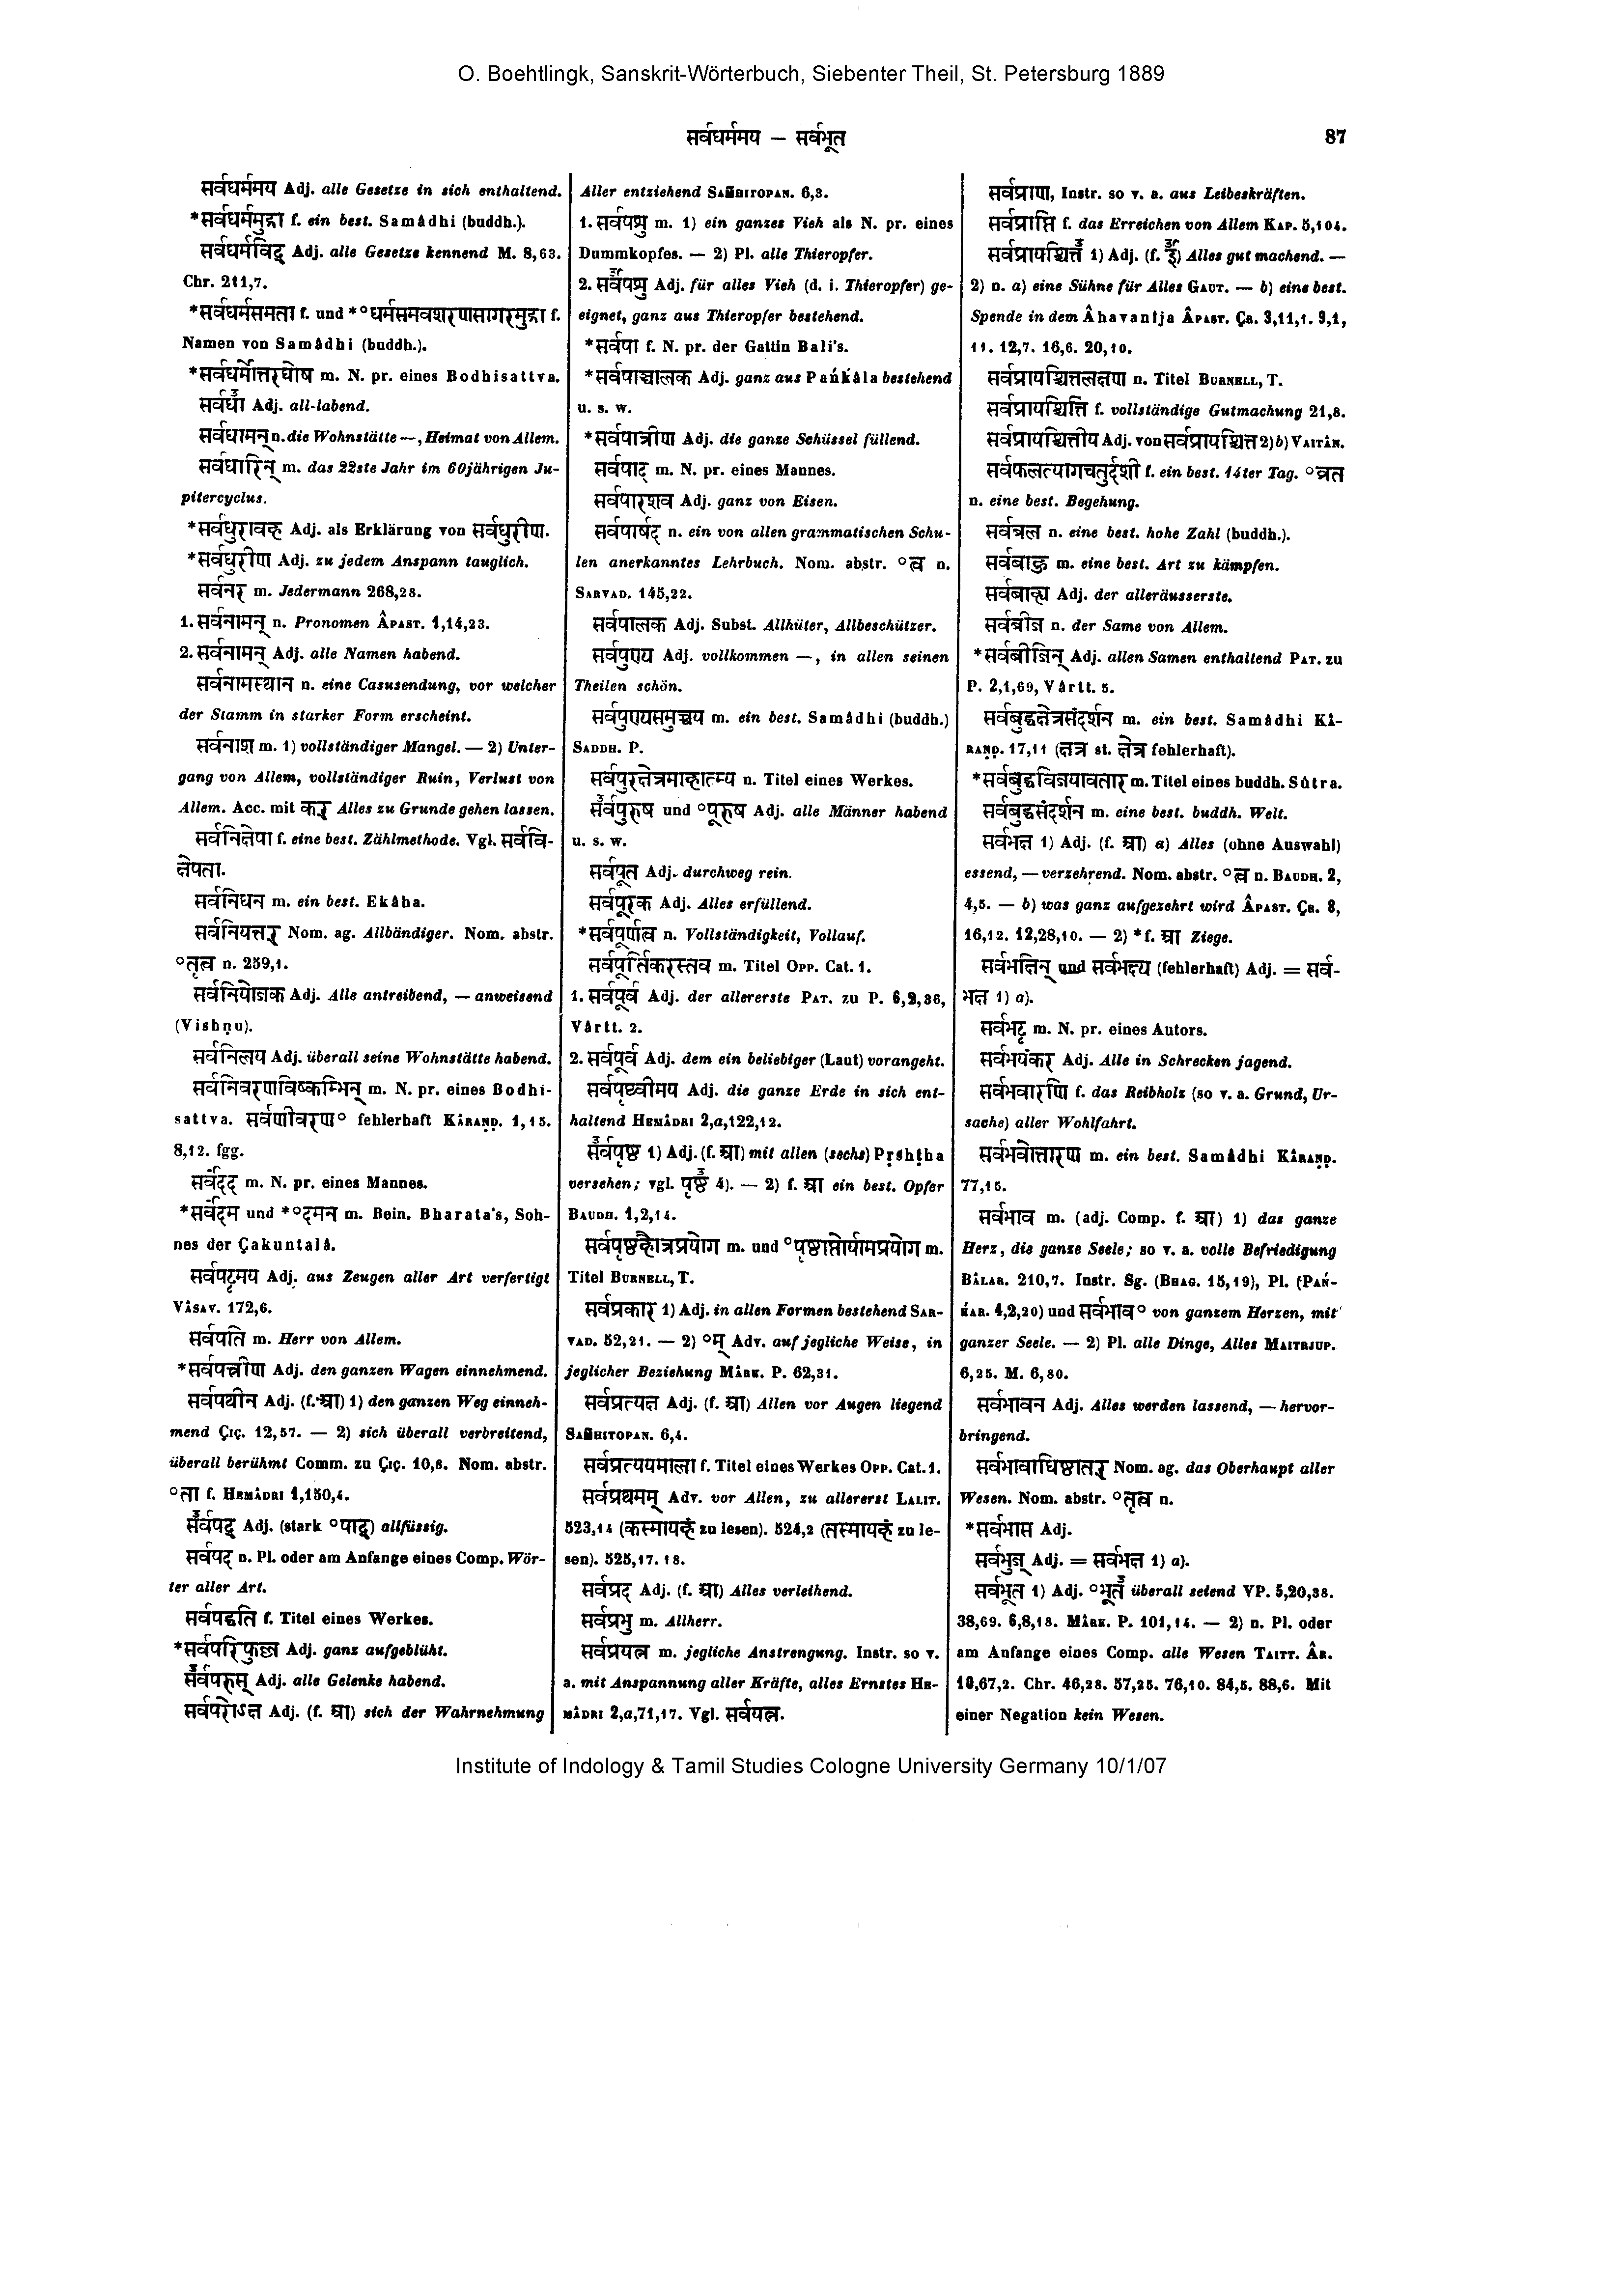 O. Boehtlingk, Sanskrit-Wörterbuch, Siebenter Theil, St. Petersburg 1889
सर्वधर्ममय – सर्वभूत
87
सर्वधर्ममय Adj. alle Gesetze in sich enthaltend.
*सर्वधर्ममुद्रा f. ein best. Samâdhi (buddh.).
सर्वधर्मविद् Adj. alle Gesetze kennend M. 8,63.
Chr. 211,7.
*सर्वधर्मसमता f. und *°धर्मसमवशरणसागरमुद्रा f.
Namen von Samâdhi (buddh.).
*सर्वधर्मोत्तरघोष m. N. pr. eines Bodhisattva.
सर्वधा᳓ Adj. all-labend.
सर्वधामन् n. die Wohnstätte —, Heimat von Allem.
सर्वधारिन् m. das 22ste Jahr im 60jährigen Ju-
pitercyclus.
*सर्वधुरावह Adj. als Erklärung von सर्वधुरीण.
*सर्वधुरीण Adj. zu jedem Anspann tauglich.
सर्वनर m. Jedermann 268,28.
1. सर्वनामन् n. Pronomen Âpast. 1,14,23.
2. सर्वनामन् Adj. alle Namen habend.
सर्वनामस्थान n. eine Casusendung, vor welcher
der Stamm in starker Form erscheint.
सर्वनाश m. 1) vollständiger Mangel. — 2) Unter-
gang von Allem, vollständiger Ruin, Verlust von
Allem. Acc. mit कर् Alles zu Grunde gehen lassen.
सर्वनिक्षेपा f. eine best. Zählmethode. Vgl. सर्ववि-
क्षेपता.
सर्वनिधन m. ein best. Ekâha.
सर्वनियन्तर् Nom. ag. Allbändiger. Nom. abstr.
°तृत्व n. 259,1.
सर्वनियोजक Adj. Alle antreibend, — anweisend
(Vishṇu).
सर्वनिलय Adj. überall seine Wohnstätte habend.
सर्वनिवरणविष्कम्भिन् m. N. pr. eines Bodhi-
sattva. सर्वणीवरण° fehlerhaft Kâraṇḍ. 1,15.
8,12. fgg.
सर्वंदद m. N. pr. eines Mannes.
*सर्वंदम und *°दमन m. Bein. Bharata's, Soh-
nes der Çakuntalâ.
सर्वपट्टमय Adj. aus Zeugen aller Art verfertigt
Vâsav. 172,6.
सर्वपति m. Herr von Allem.
*सर्वपत्त्रीण Adj. den ganzen Wagen einnehmend.
सर्वपथीन Adj. (f. आ) 1) den ganzen Weg einneh-
mend Çiç. 12,57. — 2) sich überall verbreitend,
überall berühmt Comm. zu Çiç. 10,8. Nom. abstr.
°ता f. Hemâdri 1,150,4.
स᳓र्वपद् Adj. (stark °पाद्) allfüssig.
सर्वपद n. Pl. oder am Anfange eines Comp. Wör-
ter aller Art.
सर्वपद्धति f. Titel eines Werkes.
*सर्वपरिफुल्ल Adj. ganz aufgeblüht.
स᳓र्वपरुस् Adj. alle Gelenke habend.
सर्वपरोऽक्ष Adj. (f. आ) sich der Wahrnehmung
Aller entziehend Saṁhitopan. 6,3.
1. सर्वपशु m. 1) ein ganzes Vieh als N. pr. eines
Dummkopfes. — 2) Pl. alle Thieropfer.
2. स᳓र्वपशु Adj. für alles Vieh (d. i. Thieropfer) ge-
eignet, ganz aus Thieropfer bestehend.
*सर्वपा f. N. pr. der Gattin Bali's.
*सर्वपाञ्चालक Adj. ganz aus Pańḱâla bestehend
u. s. w.
*सर्वपात्रीण Adj. die ganze Schüssel füllend.
सर्वपाद m. N. pr. eines Mannes.
सर्वपारशव Adj. ganz von Eisen.
सर्वपार्षद n. ein von allen grammatischen Schu-
len anerkanntes Lehrbuch. Nom. abstr. °त्व n.
Sarvad. 145,22.
सर्वपालक Adj. Subst. Allhüter, Allbeschützer.
सर्वपुण्य Adj. vollkommen —, in allen seinen
Theilen schön.
सर्वपुण्यसमुच्चय m. ein best. Samâdhi (buddh.)
Saddh. P.
सर्वपुरक्षेत्रमाहात्म्य n. Titel eines Werkes.
स᳓र्वपुरुष und °पूरुष Adj. alle Männer habend
u. s. w.
सर्वपूत Adj. durchweg rein.
सर्वपूरक Adj. Alles erfüllend.
*सर्वपूर्णत्व n. Vollständigkeit, Vollauf.
सर्वपूर्तिकरस्तव m. Titel Opp. Cat. 1.
1. सर्वपूर्व Adj. der allererste Pat. zu P. 6,2,36,
Vârtt. 2.
2. सर्वपूर्व Adj. dem ein beliebiger (Laut) vorangeht.
सर्वपृथ्वीमय Adj. die ganze Erde in sich ent-
haltend Hemâdri 2,a,122,12.
स᳓र्वपृष्ठ 1) Adj. (f. आ) mit allen (sechs) Pṛshṭha
versehen; vgl. पृष्ठ᳓ 4). — 2) f. आ ein best. Opfer
Baudh. 1,2,14.
सर्वपृष्ठहौत्रप्रयोग m. und °पृष्ठाप्तोर्यामप्रयोग m.
Titel Burnell, T.
सर्वप्रकार 1) Adj. in allen Formen bestehend Sar-
vad. 52,21. — 2) °म् Adv. auf jegliche Weise, in
jeglicher Beziehung Mârk. P. 62,31.
सर्वप्रत्यक्ष Adj. (f. आ) Allen vor Augen liegend
Saṁhitopan. 6,4.
सर्वप्रत्ययमाला f. Titel eines Werkes Opp. Cat. 1.
सर्वप्रथमम् Adv. vor Allen, zu allererst Lalit.
523,14 (कस्मायहं zu lesen). 524,2 (तस्मायहं zu le-
sen). 525,17. 18.
सर्वप्रद Adj. (f. आ) Alles verleihend.
सर्वप्रभु m. Allherr.
सर्वप्रयत्न m. jegliche Anstrengung. Instr. so v.
a. mit Anspannung aller Kräfte, alles Ernstes He-
mâdri 2,a,71,17. Vgl. सर्वयत्न.
सर्वप्राण, Instr. so v. a. aus Leibeskräften.
सर्वप्राप्ति f. das Erreichen von Allem Kap. 5,104.
सर्वप्रायश्चित्त᳓ 1) Adj. (f. ई᳓) Alles gut machend. —
2) n. a) eine Sühne für Alles Gaut. — b) eine best.
Spende in dem Âhavanîja Âpast. Çr. 3,11,1. 9,1,
11. 12,7. 16,6. 20,10.
सर्वप्रायश्चित्तलक्षण n. Titel Burnell, T.
सर्वप्रायश्चित्ति f. vollständige Gutmachung 21,8.
सर्वप्रायश्चित्तीय Adj. von सर्वप्रायश्चित्त 2) b) Vaitân.
सर्वफलत्यागचतुर्दशी f. ein best. 14ter Tag. °व्रत
n. eine best. Begehung.
सर्वबल n. eine best. hohe Zahl (buddh.).
सर्वबाहु m. eine best. Art zu kämpfen.
सर्वबाह्य Adj. der alleräusserste.
सर्वबीज n. der Same von Allem.
*सर्वबीजिन् Adj. allen Samen enthaltend Pat. zu
P. 2,1,69, Vârtt. 5.
सर्वबुद्धक्षेत्रसंदर्शन m. ein best. Samâdhi Kâ-
raṇḍ. 17,11 (क्षत्र st. क्षेत्र fehlerhaft).
*सर्वबुद्धविजयावतार m. Titel eines buddh. Sûtra.
सर्वबुद्धसंदर्शन m. eine best. buddh. Welt.
सर्वभक्ष 1) Adj. (f. आ) a) Alles (ohne Auswahl)
essend, — verzehrend. Nom. abstr. °त्व n. Baudh. 2,
4,5. — b) was ganz aufgezehrt wird Âpast. Çr. 8,
16,12. 12,28,10. — 2) *f. आ Ziege.
सर्वभक्षिन् und सर्वभक्ष्य (fehlerhaft) Adj. = सर्व-
भक्ष 1) a).
सर्वभट्ट m. N. pr. eines Autors.
सर्वभयंकर Adj. Alle in Schrecken jagend.
सर्वभवारणि f. das Reibholz (so v. a. Grund, Ur-
sache) aller Wohlfahrt.
सर्वभवोत्तारण m. ein best. Samâdhi Kâraṇḍ.
77,15.
सर्वभाव m. (adj. Comp. f. आ) 1) das ganze
Herz, die ganze Seele; so v. a. volle Befriedigung
Bâlar. 210,7. Instr. Sg. (Bhag. 15,19), Pl. (Pań-
ḱar. 4,2,20) und सर्वभाव° von ganzem Herzen, mit
ganzer Seele. — 2) Pl. alle Dinge, Alles Maitrjup.
6,25. M. 6,80.
सर्वभावन Adj. Alles werden lassend, — hervor-
bringend.
सर्वभावाधिष्ठातर् Nom. ag. das Oberhaupt aller
Wesen. Nom. abstr. °तृत्व n.
*सर्वभास Adj.
सर्वभुज् Adj. = सर्वभक्ष 1) a).
सर्वभूत 1) Adj. °भूत᳓ überall seiend VP. 5,20,38.
38,69. 6,8,18. Mârk. P. 101,14. — 2) n. Pl. oder
am Anfange eines Comp. alle Wesen Taitt. Âr.
10,67,2. Chr. 46,28. 57,25. 76,10. 84,5. 88,6. Mit
einer Negation kein Wesen.
Institute of Indology & Tamil Studies Cologne University Germany 10/1/07